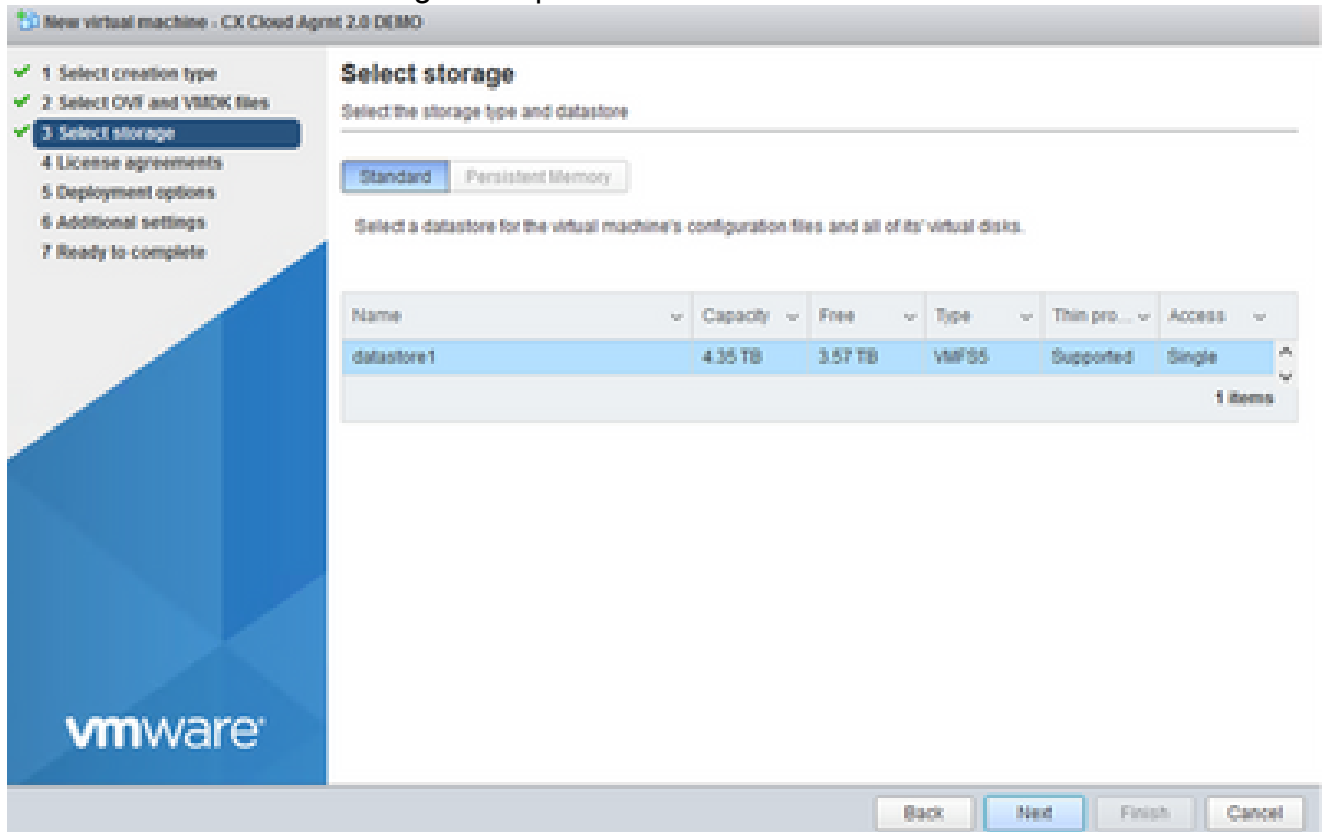 New virtual machine - CX Cloud Agrnt 2.0 DEMO
1 Select creation type
2 Select OVF and VMDK files
3 Select storage
4 License agreements
5 Deployment options
6 Additional settings
7 Ready to complete
Select storage
Select the storage type and datastore
Standard Persistent Memory
Select a datastore for the virtual machine's configuration files and all of its' virtual disks.
Name Capacity Free Type Thin pro... Access
datastore1 4.35 TB 3.57 TB VMFS5 Supported Single
1 items
vmware
Back Next Finish Cancel